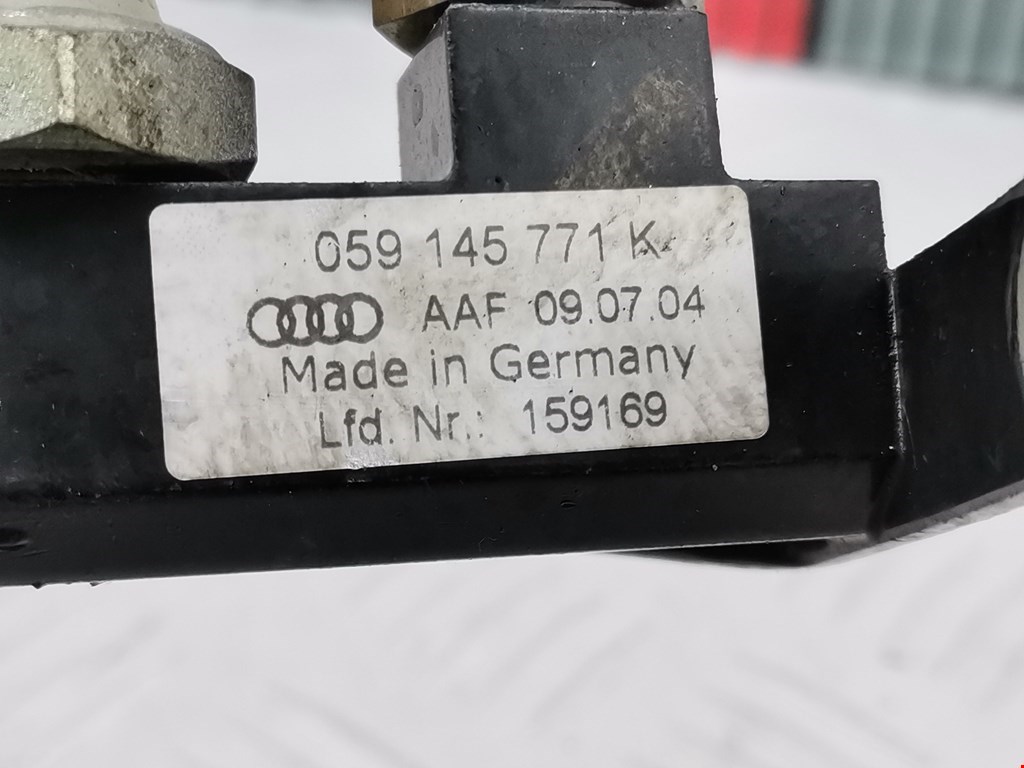 059 145 771 K
AAF 09.07.04
Made in Germany
Lfd. Nr.: 159169